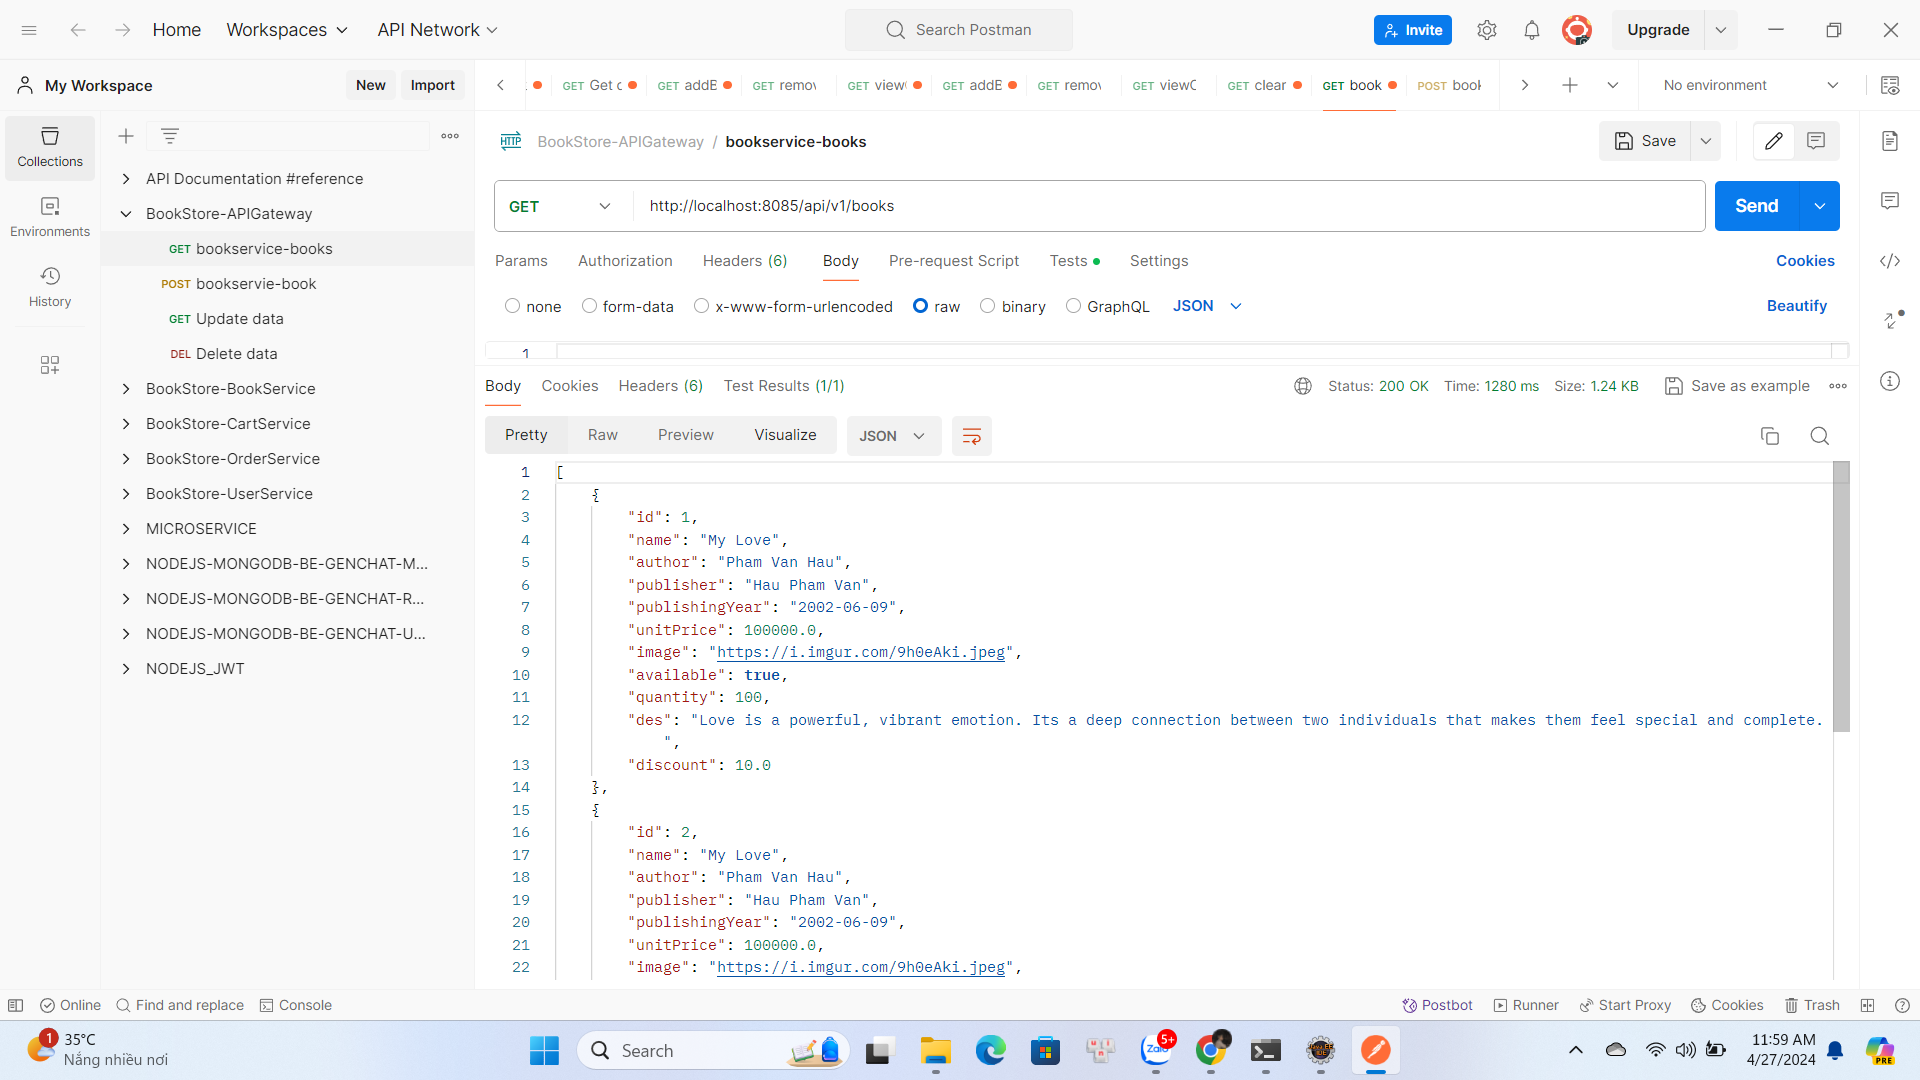 Home Workspaces API Network Search Postman Invite Upgrade
My Workspace New Import GET Get c GET addB GET remov GET view GET addB GET remov GET viewC GET clear GET book POST book No environment
Collections
Environments
History
API Documentation #reference
BookStore-APIGateway
GET bookservice-books
POST bookservie-book
GET Update data
DEL Delete data
BookStore-BookService
BookStore-CartService
BookStore-OrderService
BookStore-UserService
MICROSERVICE
NODEJS-MONGODB-BE-GENCHAT-M...
NODEJS-MONGODB-BE-GENCHAT-R...
NODEJS-MONGODB-BE-GENCHAT-U...
NODEJS_JWT
HTTP BookStore-APIGateway / bookservice-books Save
GET http://localhost:8085/api/v1/books Send
Params Authorization Headers (6) Body Pre-request Script Tests Settings Cookies
none form-data x-www-form-urlencoded raw binary GraphQL JSON Beautify
1
Body Cookies Headers (6) Test Results (1/1) Status: 200 OK Time: 1280 ms Size: 1.24 KB Save as example
Pretty Raw Preview Visualize JSON
1 [
2 {
3 "id": 1,
4 "name": "My Love",
5 "author": "Pham Van Hau",
6 "publisher": "Hau Pham Van",
7 "publishingYear": "2002-06-09",
8 "unitPrice": 100000.0,
9 "image": "https://i.imgur.com/9h0eAki.jpeg",
10 "available": true,
11 "quantity": 100,
12 "des": "Love is a powerful, vibrant emotion. Its a deep connection between two individuals that makes them feel special and complete.
",
13 "discount": 10.0
14 },
15 {
16 "id": 2,
17 "name": "My Love",
18 "author": "Pham Van Hau",
19 "publisher": "Hau Pham Van",
20 "publishingYear": "2002-06-09",
21 "unitPrice": 100000.0,
22 "image": "https://i.imgur.com/9h0eAki.jpeg",
Online Find and replace Console Postbot Runner Start Proxy Cookies Trash
1 35°C
Nắng nhiều nơi
Search
Zalo 5+
PRE
11:59 AM
4/27/2024